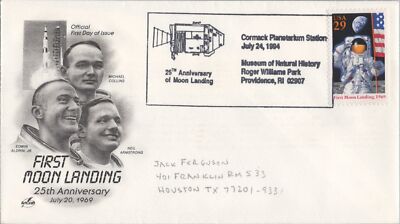 Official
First Day of Issue
MICHAEL
COLLINS
EDWIN
ALDRIN JR.
NEIL
ARMSTRONG
FIRST
MOON LANDING
25th Anniversary
July 20, 1969
ArtCraft
25TH Anniversary
of Moon Landing
Cormack Planetarium Station
July 24, 1994
Museum of Natural History
Roger Williams Park
Providence, RI 02907
USA
29
First Moon Landing, 1969
JACK FERGUSON
401 FRANKLIN RM 533
HOUSTON TX 77201-9331